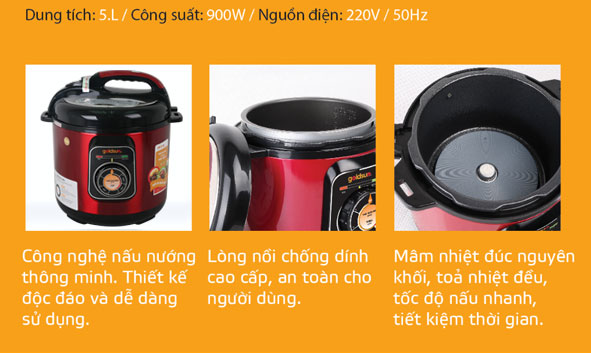 Dung tích: 5.L / Công suất: 900W / Nguồn điện: 220V / 50Hz
goldsun
goldsun
Công nghệ nấu nướng
thông minh. Thiết kế
độc đáo và dễ dàng
sử dụng.
Lòng nồi chống dính
cao cấp, an toàn cho
người dùng.
Mâm nhiệt đúc nguyên
khối, toả nhiệt đều,
tốc độ nấu nhanh,
tiết kiệm thời gian.